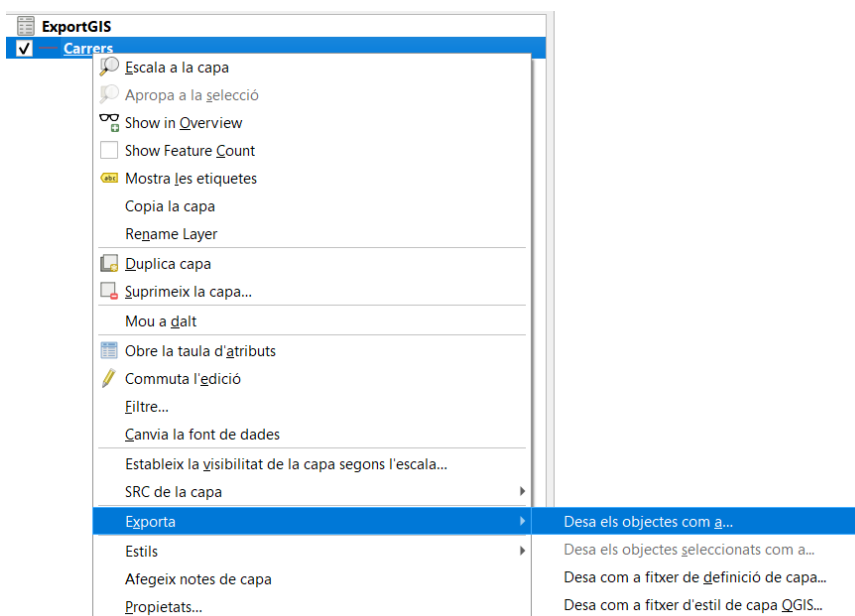 ExportGIS
Carrers
Escala a la capa
Apropa a la selecció
Show in Overview
Show Feature Count
abc Mostra les etiquetes
Copia la capa
Rename Layer
Duplica capa
Suprimeix la capa...
Mou a dalt
Obre la taula d'atributs
Commuta l'edició
Filtre...
Canvia la font de dades
Estableix la visibilitat de la capa segons l'escala...
SRC de la capa
Exporta
Desa els objectes com a...
Estils
Desa els objectes seleccionats com a...
Afegeix notes de capa
Desa com a fitxer de definició de capa...
Propietats...
Desa com a fitxer d'estil de capa QGIS...